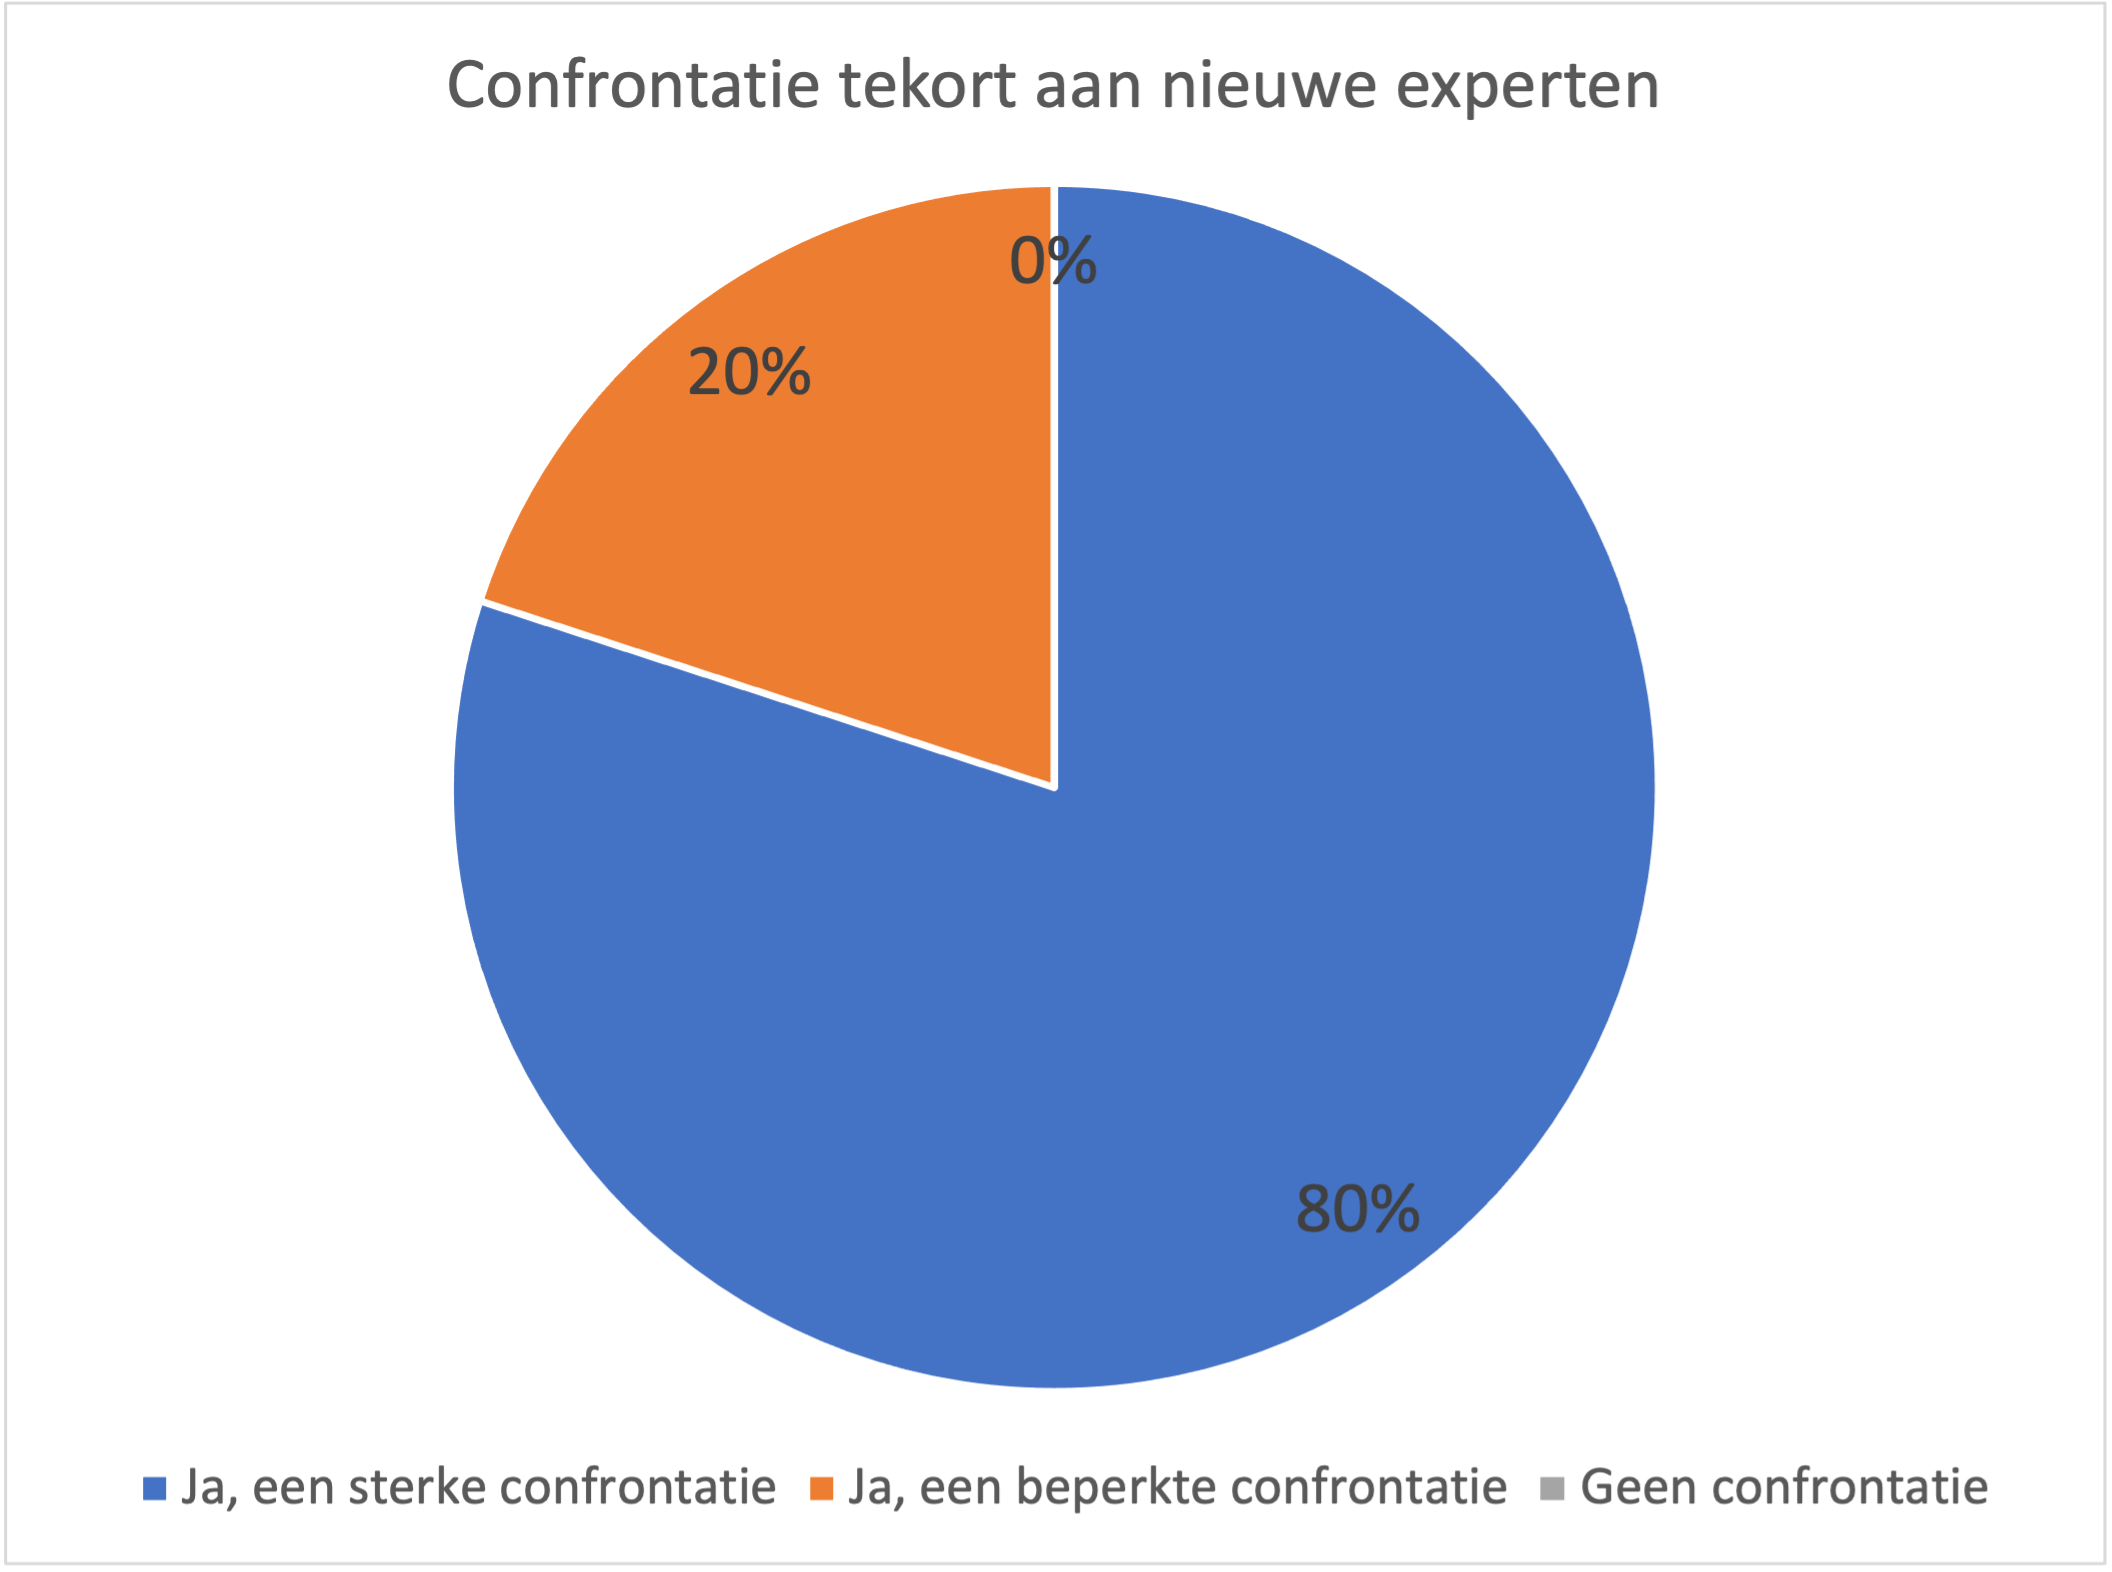 Confrontatie tekort aan nieuwe experten
0%
20%
80%
Ja, een sterke confrontatie Ja, een beperkte confrontatie Geen confrontatie